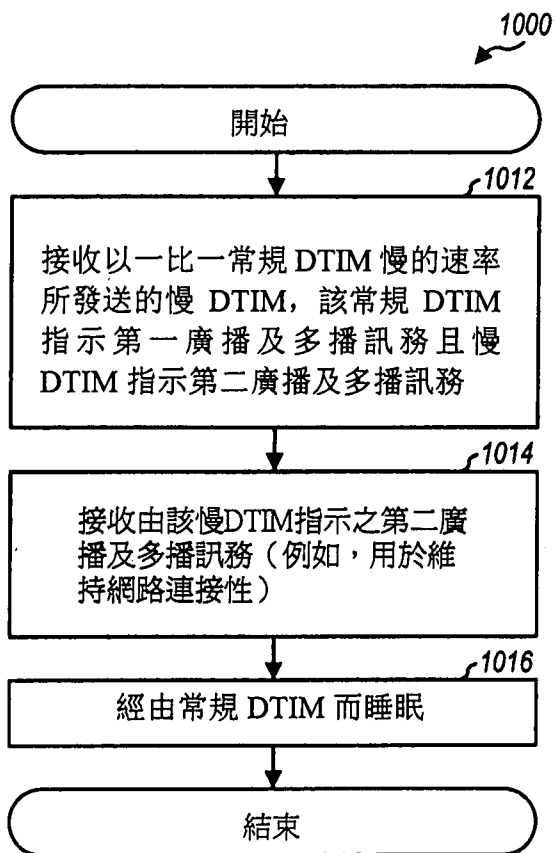 1000
開始
1012
接收以一比一常規 DTIM 慢的速率
所發送的慢 DTIM，該常規 DTIM
指示第一廣播及多播訊務且慢
DTIM 指示第二廣播及多播訊務
1014
接收由該慢DTIM指示之第二廣
播及多播訊務（例如，用於維
持網路連接性）
1016
經由常規 DTIM 而睡眠
結束